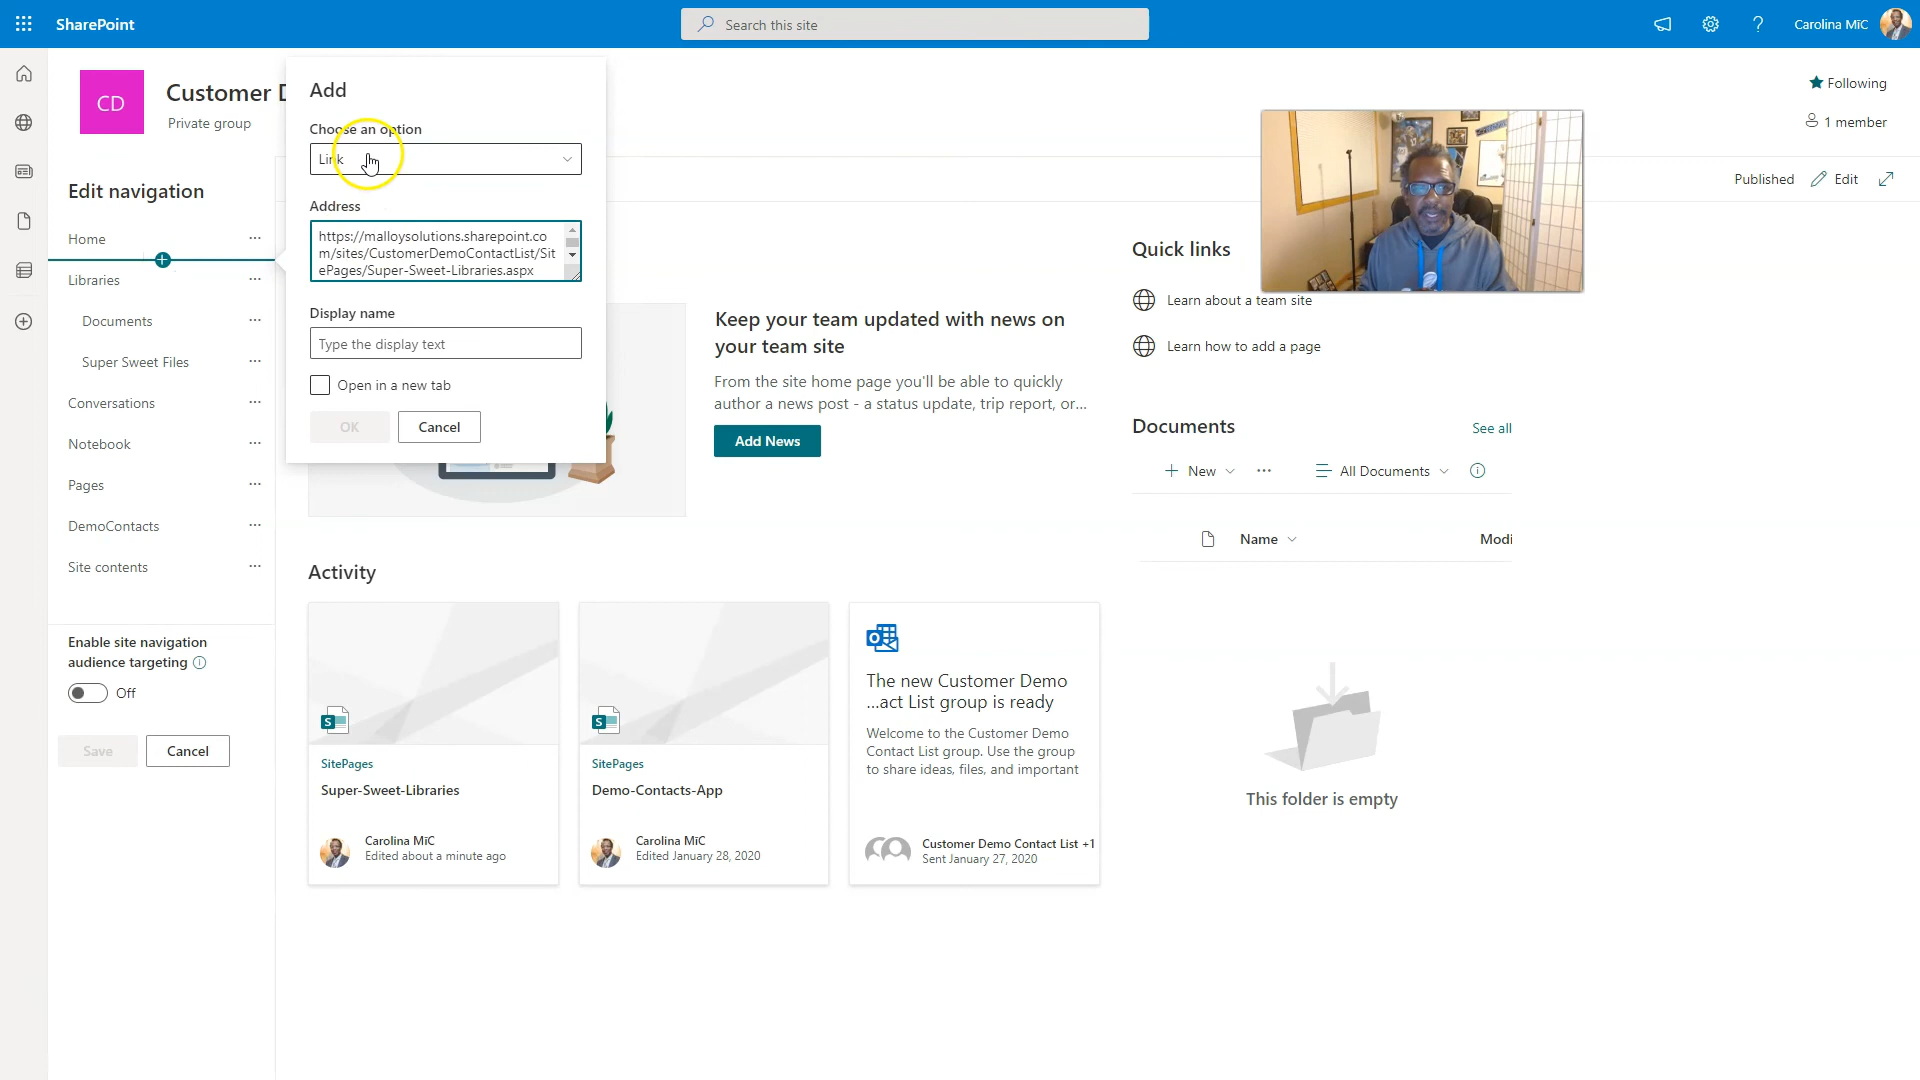 SharePoint
Search this site
Carolina MiC
CD
Customer D
Private group
Following
1 member
Edit navigation
Published
Edit
Home
Libraries
Documents
Super Sweet Files
Conversations
Notebook
Pages
DemoContacts
Site contents
Enable site navigation
audience targeting
Off
Save
Cancel
Add
Choose an option
Link
Address
https://malloysolutions.sharepoint.co
m/sites/CustomerDemoContactList/Sit
ePages/Super-Sweet-Libraries.aspx
Display name
Type the display text
Open in a new tab
OK
Cancel
Keep your team updated with news on
your team site
From the site home page you'll be able to quickly
author a news post - a status update, trip report, or...
Add News
Quick links
Learn about a team site
Learn how to add a page
Documents
See all
New
All Documents
Name
Modi
This folder is empty
Activity
SitePages
Super-Sweet-Libraries
Carolina MiC
Edited about a minute ago
SitePages
Demo-Contacts-App
Carolina MiC
Edited January 28, 2020
The new Customer Demo
...act List group is ready
Welcome to the Customer Demo
Contact List group. Use the group
to share ideas, files, and important
Customer Demo Contact List +1
Sent January 27, 2020